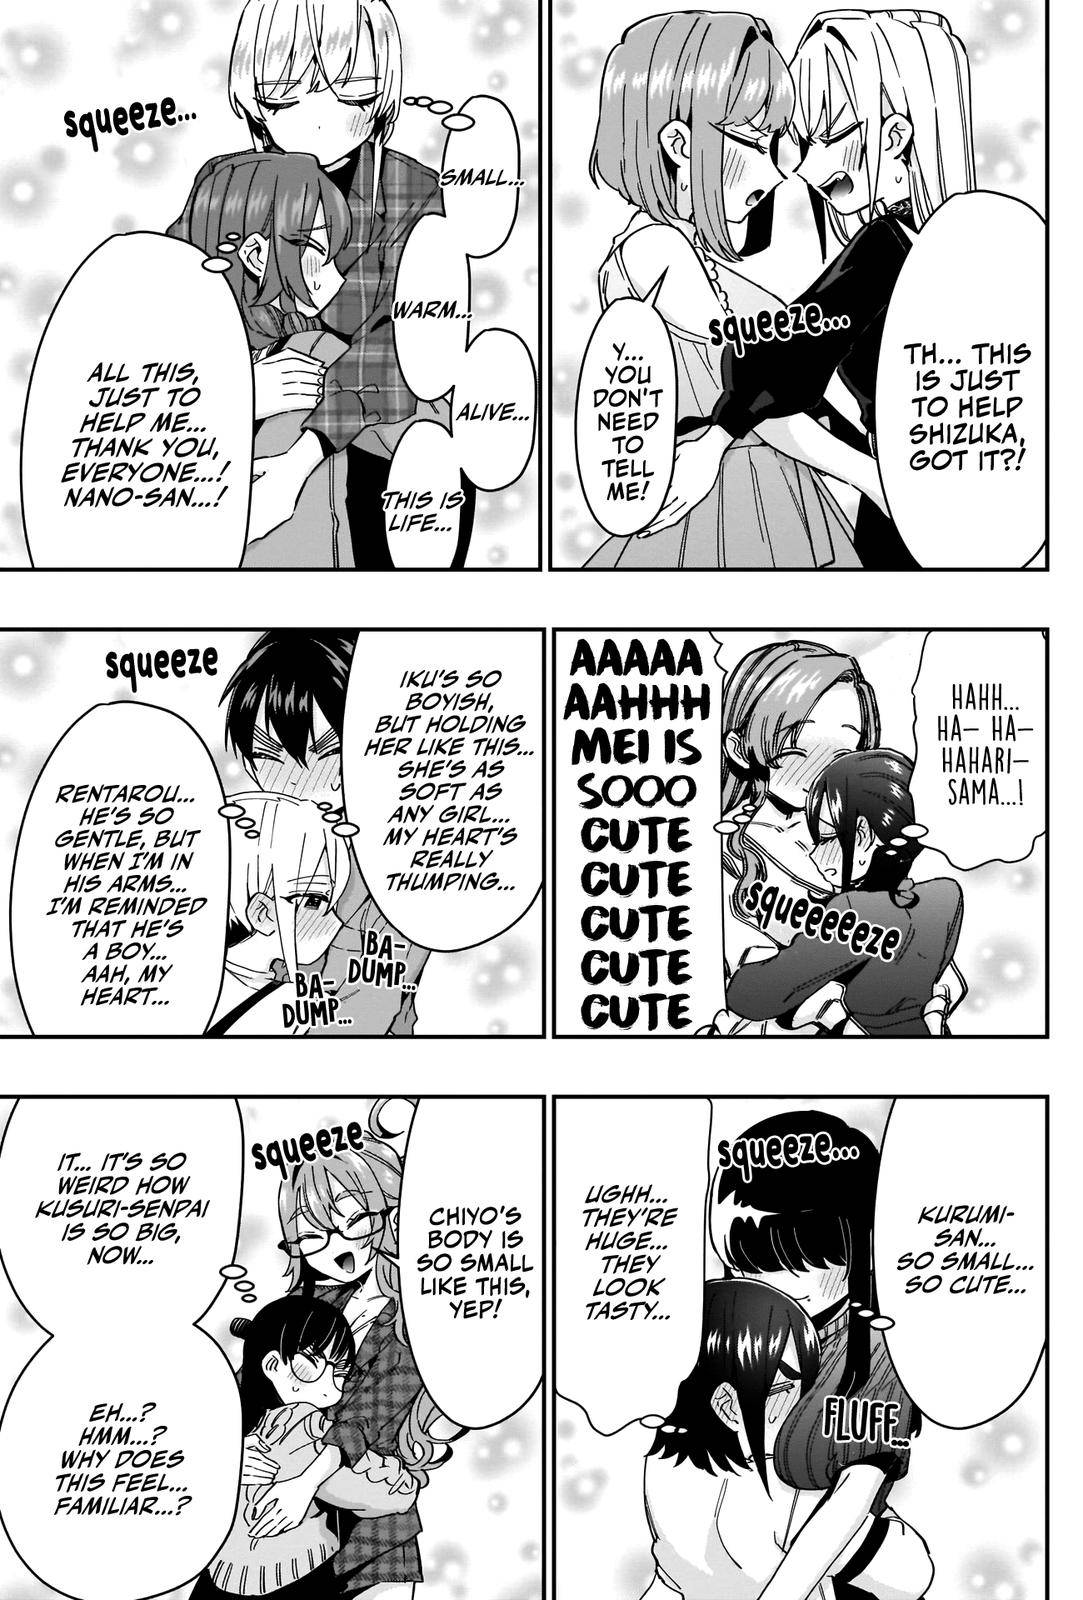 TH... THIS
IS JUST
TO HELP
SHIZUKA,
GOT IT?!
squeeze...
Y...
YOU
DON'T
NEED
TO
TELL
ME!
squeeze...
SMALL...
WARM...
ALIVE...
THIS IS
LIFE...
ALL THIS,
JUST TO
HELP ME...
THANK YOU,
EVERYONE...!
NANO-SAN...!
HAHH...
HA- HA-
HAHARI-
SAMA...!
AAAAA
AAHHH
MEI IS
SOOO
CUTE
CUTE
CUTE
CUTE
CUTE
squeeeeeze
squeeze
IKU'S SO
BOYISH,
BUT HOLDING
HER LIKE THIS...
SHE'S AS
SOFT AS
ANY GIRL...
MY HEART'S
REALLY
THUMPING...
BA-
DUMP...
BA-
DUMP...
RENTAROU...
HE'S SO
GENTLE, BUT
WHEN I'M IN
HIS ARMS...
I'M REMINDED
THAT HE'S
A BOY...
AAH, MY
HEART...
squeeze...
KURUMI-
SAN...
SO SMALL...
SO CUTE...
UGHH...
THEY'RE
HUGE...
THEY
LOOK
TASTY...
FLUFF...
squeeze
CHIYO'S
BODY IS
SO SMALL
LIKE THIS,
YEP!
IT... IT'S SO
WEIRD HOW
KUSURI-SENPAI
IS SO BIG,
NOW...
EH...?
HMM...?
WHY DOES
THIS FEEL...
FAMILIAR...?